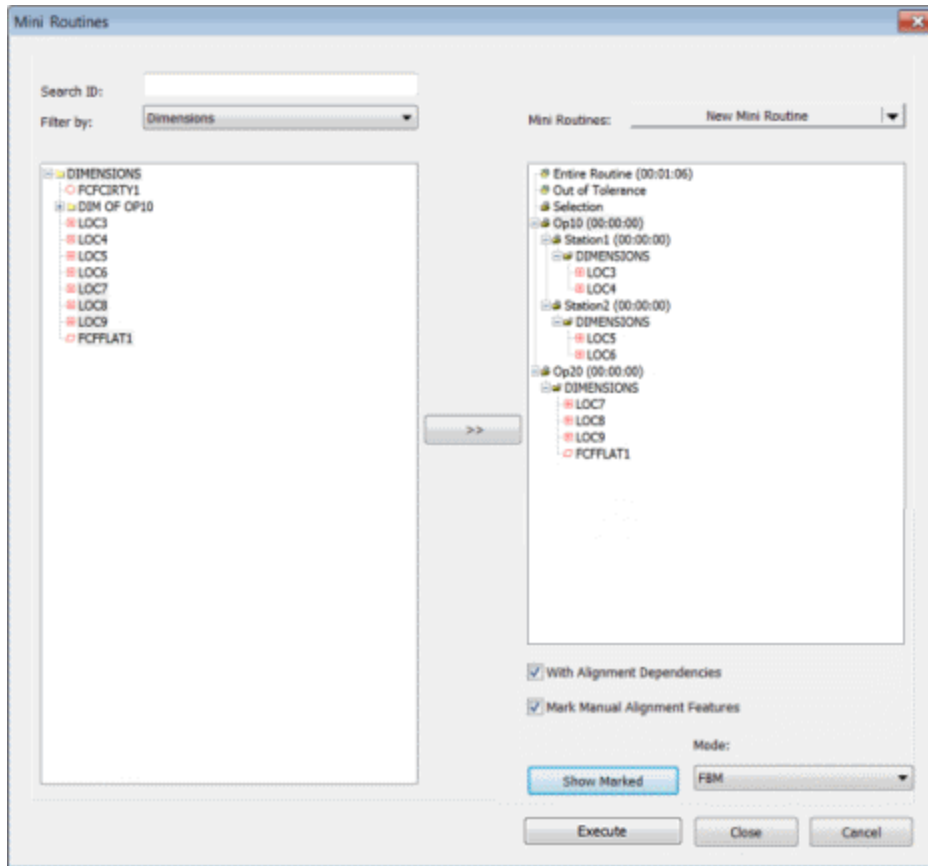 Mini Routines
Search ID:
Filter by:
Dimensions
DIMENSIONS
FCFCIRTY1
DIM OF OP10
LOC3
LOC4
LOC5
LOC6
LOC7
LOC8
LOC9
FCFFLAT1
>>
Mini Routines:
New Mini Routine
Entire Routine (00:01:06)
Out of Tolerence
Selection
Op10 (00:00:00)
Station1 (00:00:00)
DIMENSIONS
LOC3
LOC4
Station2 (00:00:00)
DIMENSIONS
LOC5
LOC6
Op20 (00:00:00)
DIMENSIONS
LOC7
LOC8
LOC9
FCFFLAT1
With Alignment Dependencies
Mark Manual Alignment Features
Mode:
Show Marked
FBM
Execute
Close
Cancel